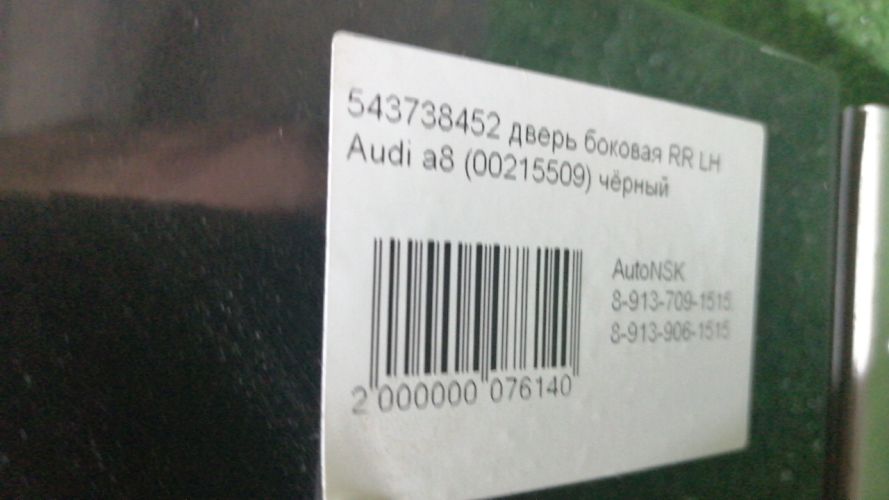 543738452 дверь боковая RR LH
Audi a8 (00215509) чёрный
AutoNSK
8-913-709-1515
8-913-906-1515
2 000000 076140